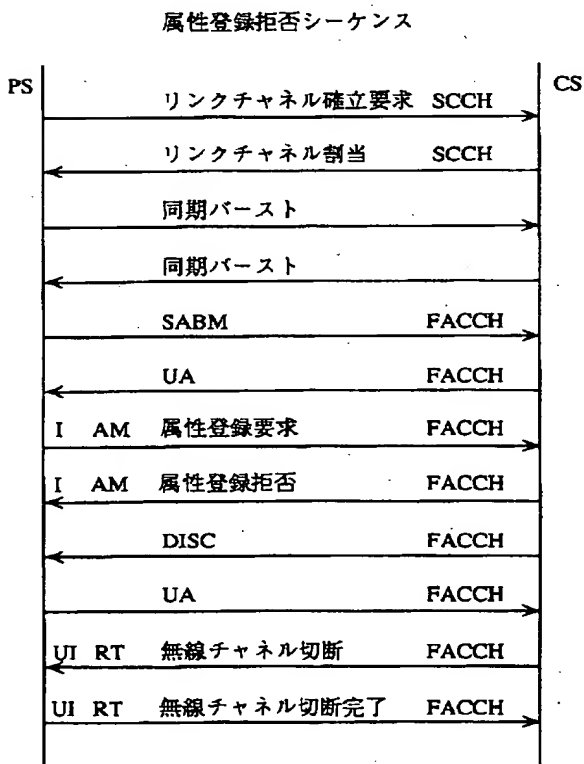 属性登録拒否シーケンス
PS CS
リンクチャネル確立要求 SCCH
リンクチャネル割当 SCCH
同期バースト
同期バースト
SABM FACCH
UA FACCH
I AM 属性登録要求 FACCH
I AM 属性登録拒否 FACCH
DISC FACCH
UA FACCH
UI RT 無線チャネル切断 FACCH
UI RT 無線チャネル切断完了 FACCH